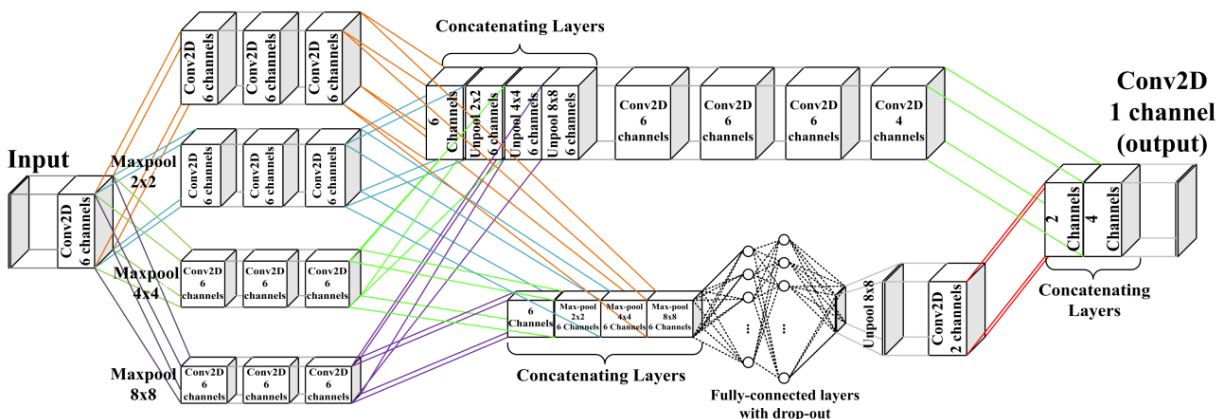 Input
Conv2D
6 channels
Conv2D
6 channels
Conv2D
6 channels
Conv2D
6 channels
Maxpool
2x2
Conv2D
6 channels
Conv2D
6 channels
Conv2D
6 channels
Maxpool
4x4
Conv2D
6
channels
Conv2D
6
channels
Conv2D
6
channels
Maxpool
8x8
Conv2D
6
channels
Conv2D
6
channels
Conv2D
6
channels
Concatenating Layers
6
Channels
Unpool 2x2
6 channels
Unpool 4x4
6 channels
Unpool 8x8
6 channels
Conv2D
6
channels
Conv2D
6
channels
Conv2D
6
channels
Conv2D
4
channels
6
Channels
Max-pool
2x2
6 Channels
Max-pool
4x4
6 Channels
Max-pool
8x8
6 Channels
Concatenating Layers
Fully-connected layers
with drop-out
Unpool 8x8
Conv2D
2 channels
2
Channels
4
Channels
Concatenating
Layers
Conv2D
1 channel
(output)